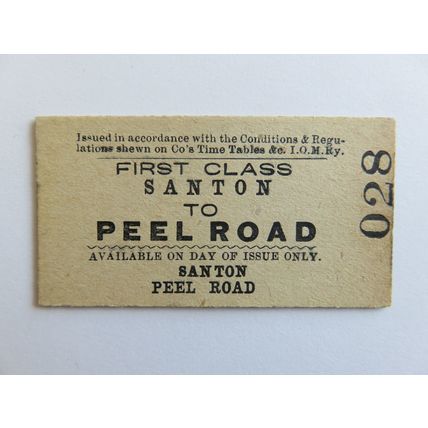 Issued in accordance with the Conditions & Regu-
lations shewn on Co's Time Tables &c. I.O.M.Ry.
FIRST CLASS
SANTON
TO
PEEL ROAD
AVAILABLE ON DAY OF ISSUE ONLY.
SANTON
PEEL ROAD
028